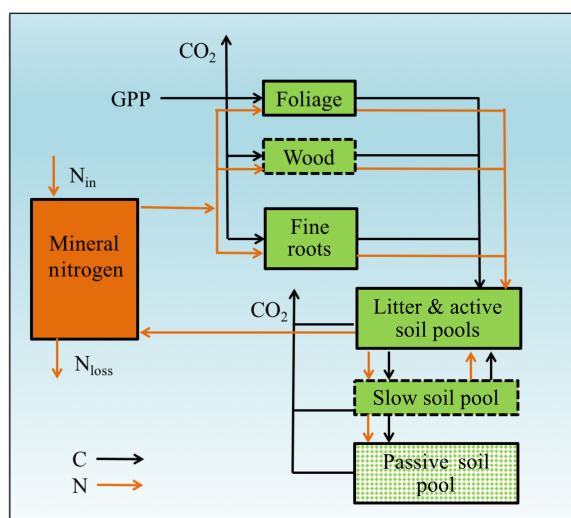 CO2
GPP
Foliage
Wood
Nin
Mineral
nitrogen
Fine
roots
CO2
Litter & active
soil pools
Nloss
Slow soil pool
Passive soil
pool
C
N